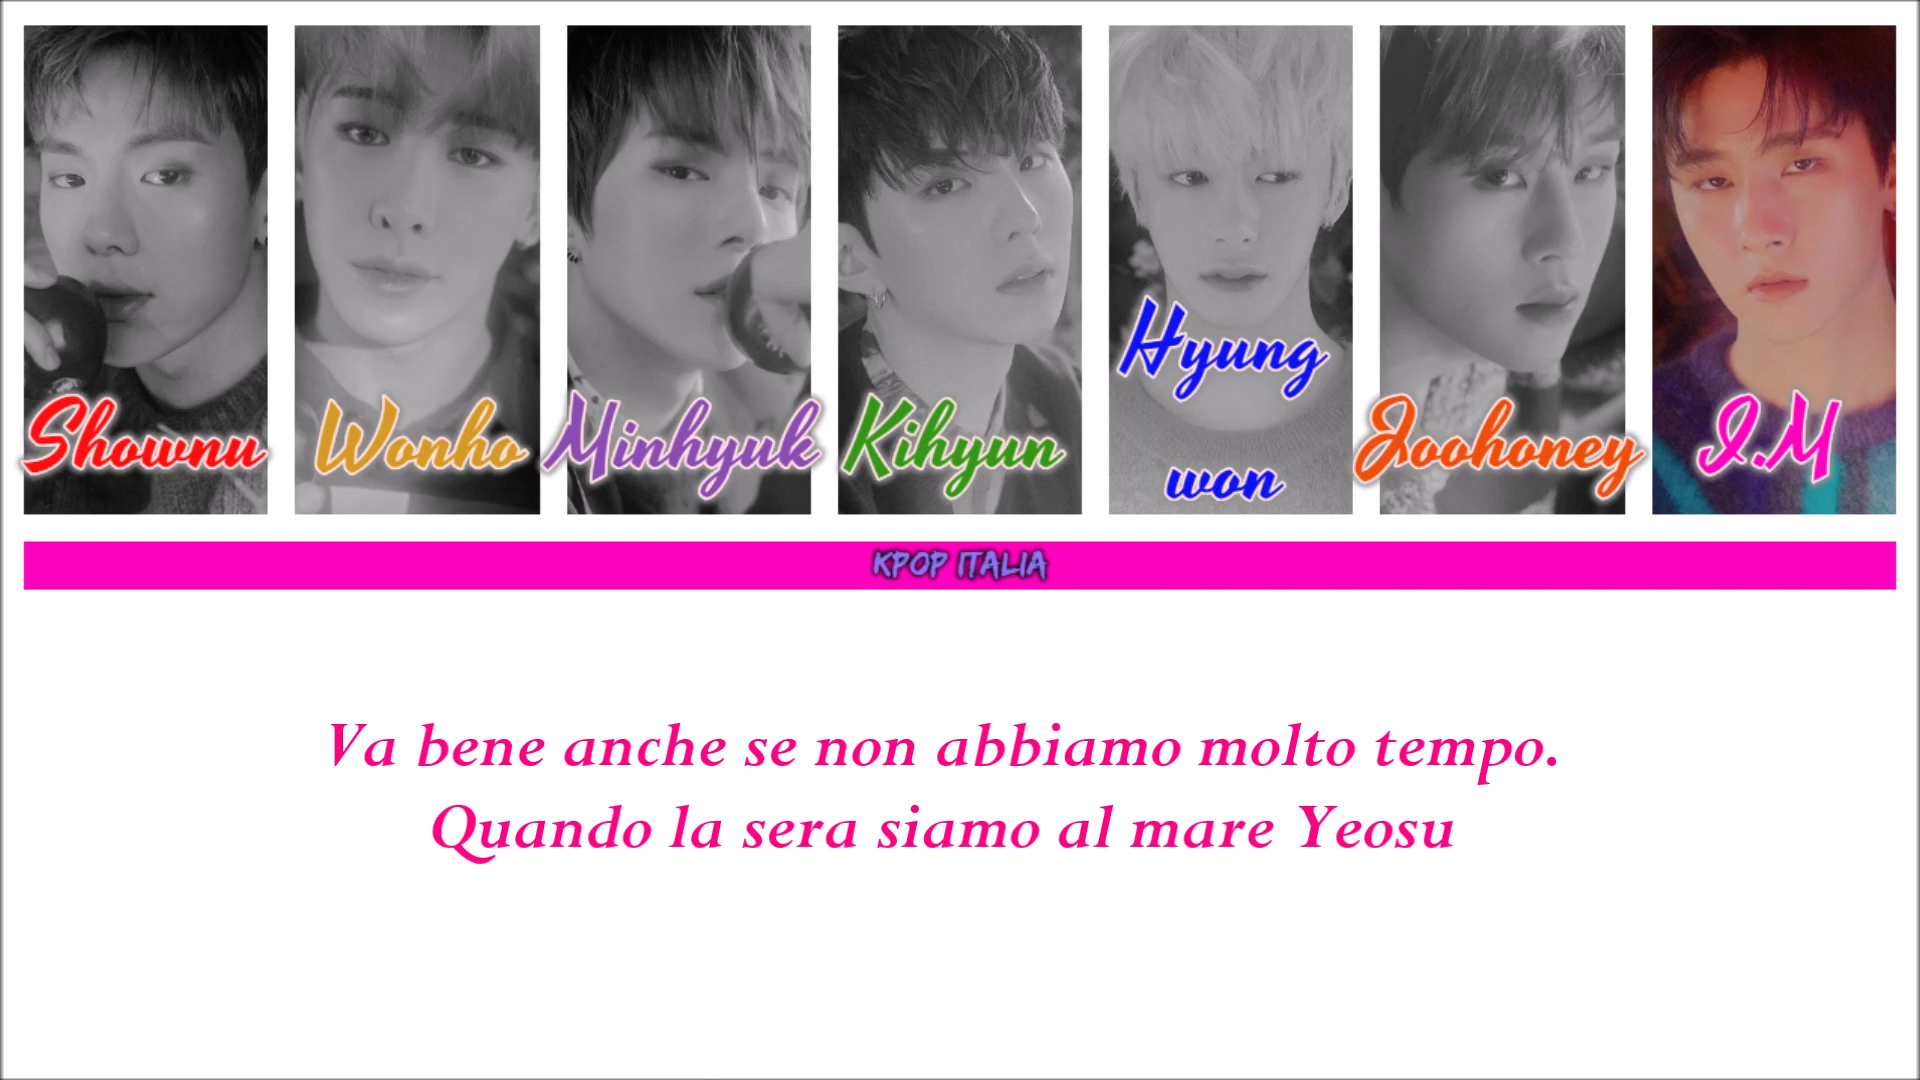 Shownu
Wonho
Minhyuk
Kihyun
Hyung
won
Joohoney
I.M
KPOP ITALIA
Va bene anche se non abbiamo molto tempo.
Quando la sera siamo al mare Yeosu